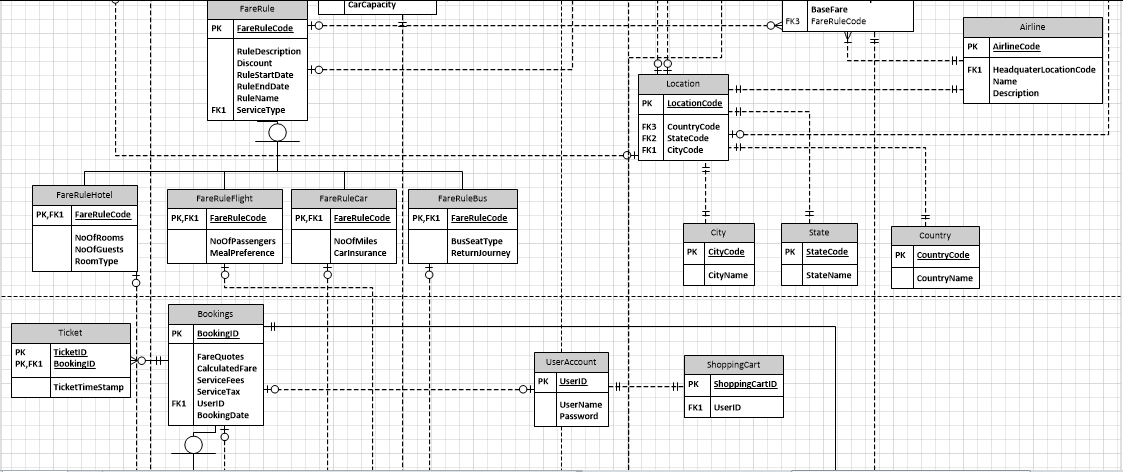 FareRule
PK FareRuleCode
RuleDescription
Discount
RuleStartDate
RuleEndDate
RuleName
FK1 ServiceType
CarCapacity
BaseFare
FK3 FareRuleCode
Airline
PK AirlineCode
FK1 HeadquaterLocationCode
Name
Description
Location
PK LocationCode
FK3 CountryCode
FK2 StateCode
FK1 CityCode
FareRuleHotel
PK,FK1 FareRuleCode
NoOfRooms
NoOfGuests
RoomType
FareRuleFlight
PK,FK1 FareRuleCode
NoOfPassengers
MealPreference
FareRuleCar
PK,FK1 FareRuleCode
NoOfMiles
CarInsurance
FareRuleBus
PK,FK1 FareRuleCode
BusSeatType
ReturnJourney
City
PK CityCode
CityName
State
PK StateCode
StateName
Country
PK CountryCode
CountryName
Ticket
PK TicketID
PK,FK1 BookingID
TicketTimeStamp
Bookings
PK BookingID
FareQuotes
CalculatedFare
ServiceFees
ServiceTax
FK1 UserID
BookingDate
UserAccount
PK UserID
UserName
Password
ShoppingCart
PK ShoppingCartID
FK1 UserID